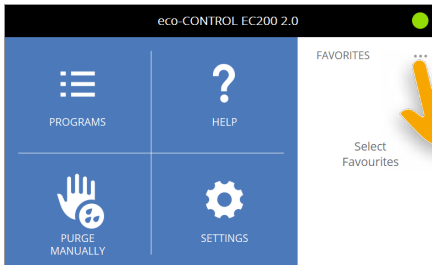 eco-CONTROL EC200 2.0
FAVORITES ...
PROGRAMS
?
HELP
Select
Favourites
PURGE
MANUALLY
SETTINGS